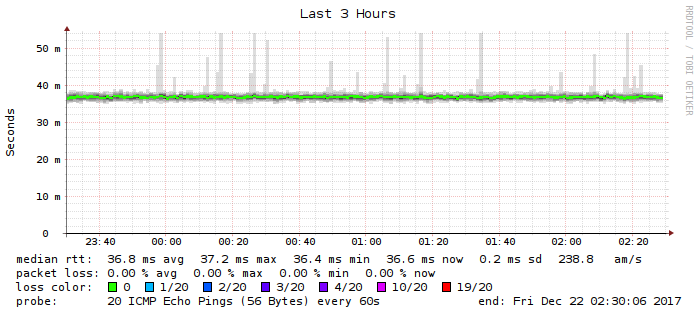 Last 3 Hours
RRDTOOL / TOBI OETIKER
Seconds
50 m
40 m
30 m
20 m
10 m
0
23:40 00:00 00:20 00:40 01:00 01:20 01:40 02:00 02:20
median rtt: 36.8 ms avg 37.2 ms max 36.4 ms min 36.6 ms now 0.2 ms sd 238.8 am/s
packet loss: 0.00 % avg 0.00 % max 0.00 % min 0.00 % now
loss color: 0 1/20 2/20 3/20 4/20 10/20 19/20
probe: 20 ICMP Echo Pings (56 Bytes) every 60s end: Fri Dec 22 02:30:06 2017